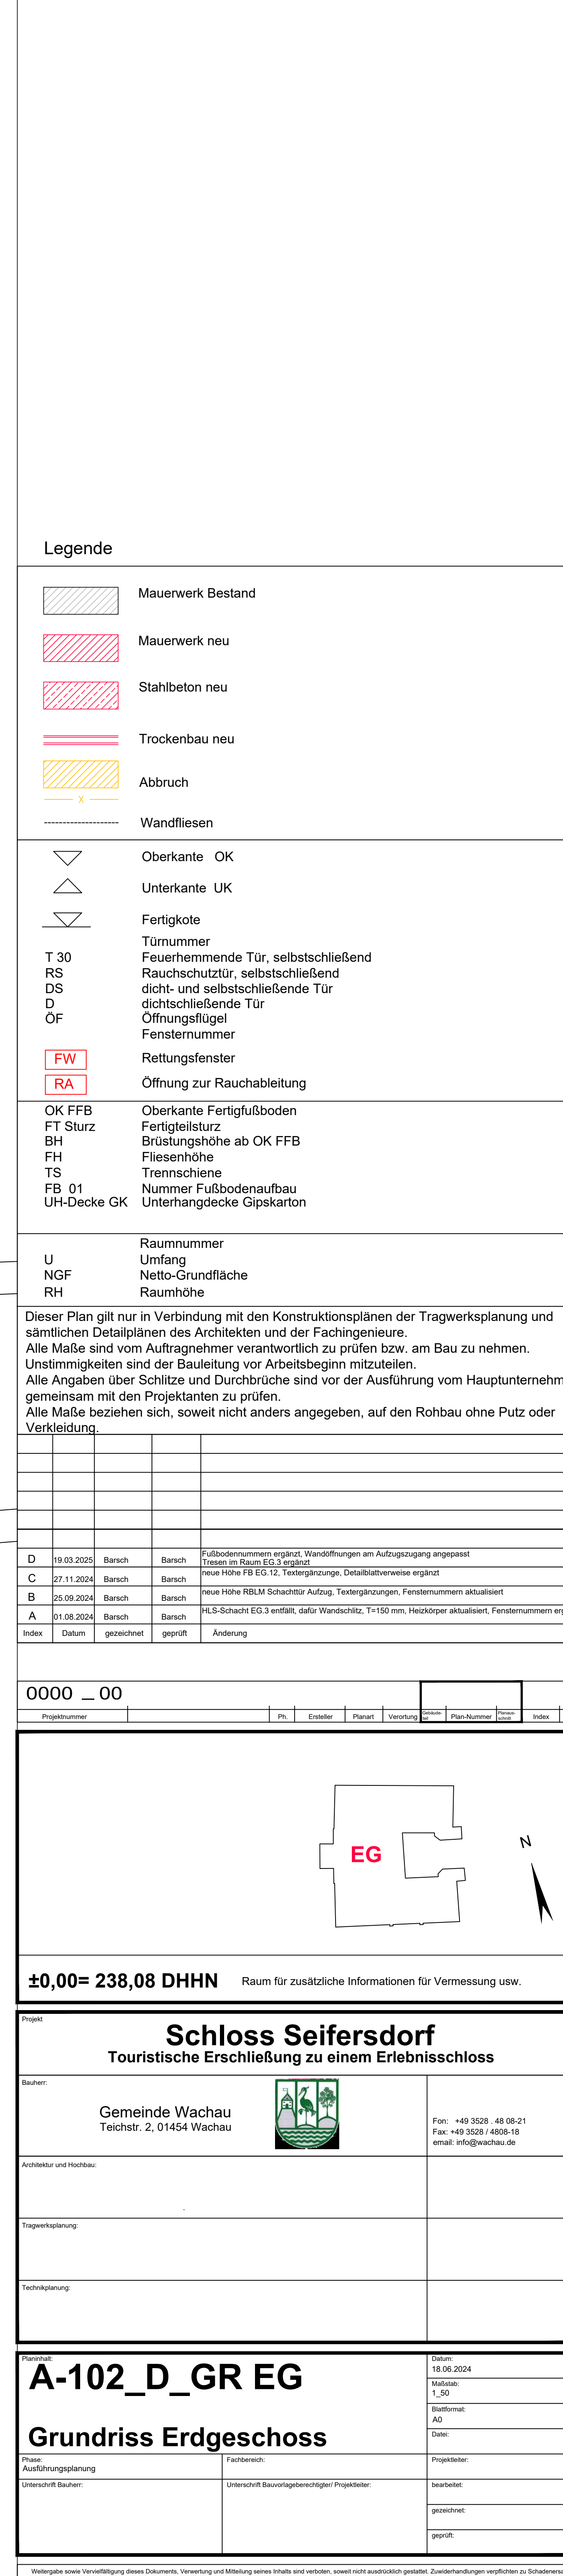 Legende
Mauerwerk Bestand
Mauerwerk neu
Stahlbeton neu
Trockenbau neu
Abbruch
X
Wandfliesen
Oberkante OK
Unterkante UK
Fertigkote
Türnummer
T 30 Feuerhemmende Tür, selbstschließend
RS Rauchschutztür, selbstschließend
DS dicht- und selbstschließende Tür
D dichtschließende Tür
ÖF Öffnungsflügel
Fensternummer
FW Rettungsfenster
RA Öffnung zur Rauchableitung
OK FFB Oberkante Fertigfußboden
FT Sturz Fertigteilsturz
BH Brüstungshöhe ab OK FFB
FH Fliesenhöhe
TS Trennschiene
FB 01 Nummer Fußbodenaufbau
UH-Decke GK Unterhangdecke Gipskarton
Raumnummer
U Umfang
NGF Netto-Grundfläche
RH Raumhöhe
Dieser Plan gilt nur in Verbindung mit den Konstruktionsplänen der Tragwerksplanung und
sämtlichen Detailplänen des Architekten und der Fachingenieure.
Alle Maße sind vom Auftragnehmer verantwortlich zu prüfen bzw. am Bau zu nehmen.
Unstimmigkeiten sind der Bauleitung vor Arbeitsbeginn mitzuteilen.
Alle Angaben über Schlitze und Durchbrüche sind vor der Ausführung vom Hauptunternehm
gemeinsam mit den Projektanten zu prüfen.
Alle Maße beziehen sich, soweit nicht anders angegeben, auf den Rohbau ohne Putz oder
Verkleidung.
D 19.03.2025 Barsch Barsch Fußbodennummern ergänzt, Wandöffnungen am Aufzugszugang angepasst
Tresen im Raum EG.3 ergänzt
C 27.11.2024 Barsch Barsch neue Höhe FB EG.12, Textergänzunge, Detailblattverweise ergänzt
B 25.09.2024 Barsch Barsch neue Höhe RBLM Schachttür Aufzug, Textergänzungen, Fensternummern aktualisiert
A 01.08.2024 Barsch Barsch HLS-Schacht EG.3 entfällt, dafür Wandschlitz, T=150 mm, Heizkörper aktualisiert, Fensternummern erg
Index Datum gezeichnet geprüft Änderung
0000 _ 00
Projektnummer Ph. Ersteller Planart Verortung Gebäude-teil Plan-Nummer Planaus-schnitt Index
EG
N
±0,00= 238,08 DHHN Raum für zusätzliche Informationen für Vermessung usw.
Projekt
Schloss Seifersdorf
Touristische Erschließung zu einem Erlebnisschloss
Bauherr:
Gemeinde Wachau
Teichstr. 2, 01454 Wachau
Fon: +49 3528 . 48 08-21
Fax: +49 3528 / 4808-18
email: info@wachau.de
Architektur und Hochbau:
Tragwerksplanung:
Technikplanung:
Planinhalt:
A-102_D_GR EG
Grundriss Erdgeschoss
Datum:
18.06.2024
Maßstab:
1_50
Blattformat:
A0
Datei:
Phase: Fachbereich: Projektleiter:
Ausführungsplanung
Unterschrift Bauherr: Unterschrift Bauvorlageberechtigter/ Projektleiter: bearbeitet:
gezeichnet:
geprüft:
Weitergabe sowie Vervielfältigung dieses Dokuments, Verwertung und Mitteilung seines Inhalts sind verboten, soweit nicht ausdrücklich gestattet. Zuwiderhandlungen verpflichten zu Schadenersa